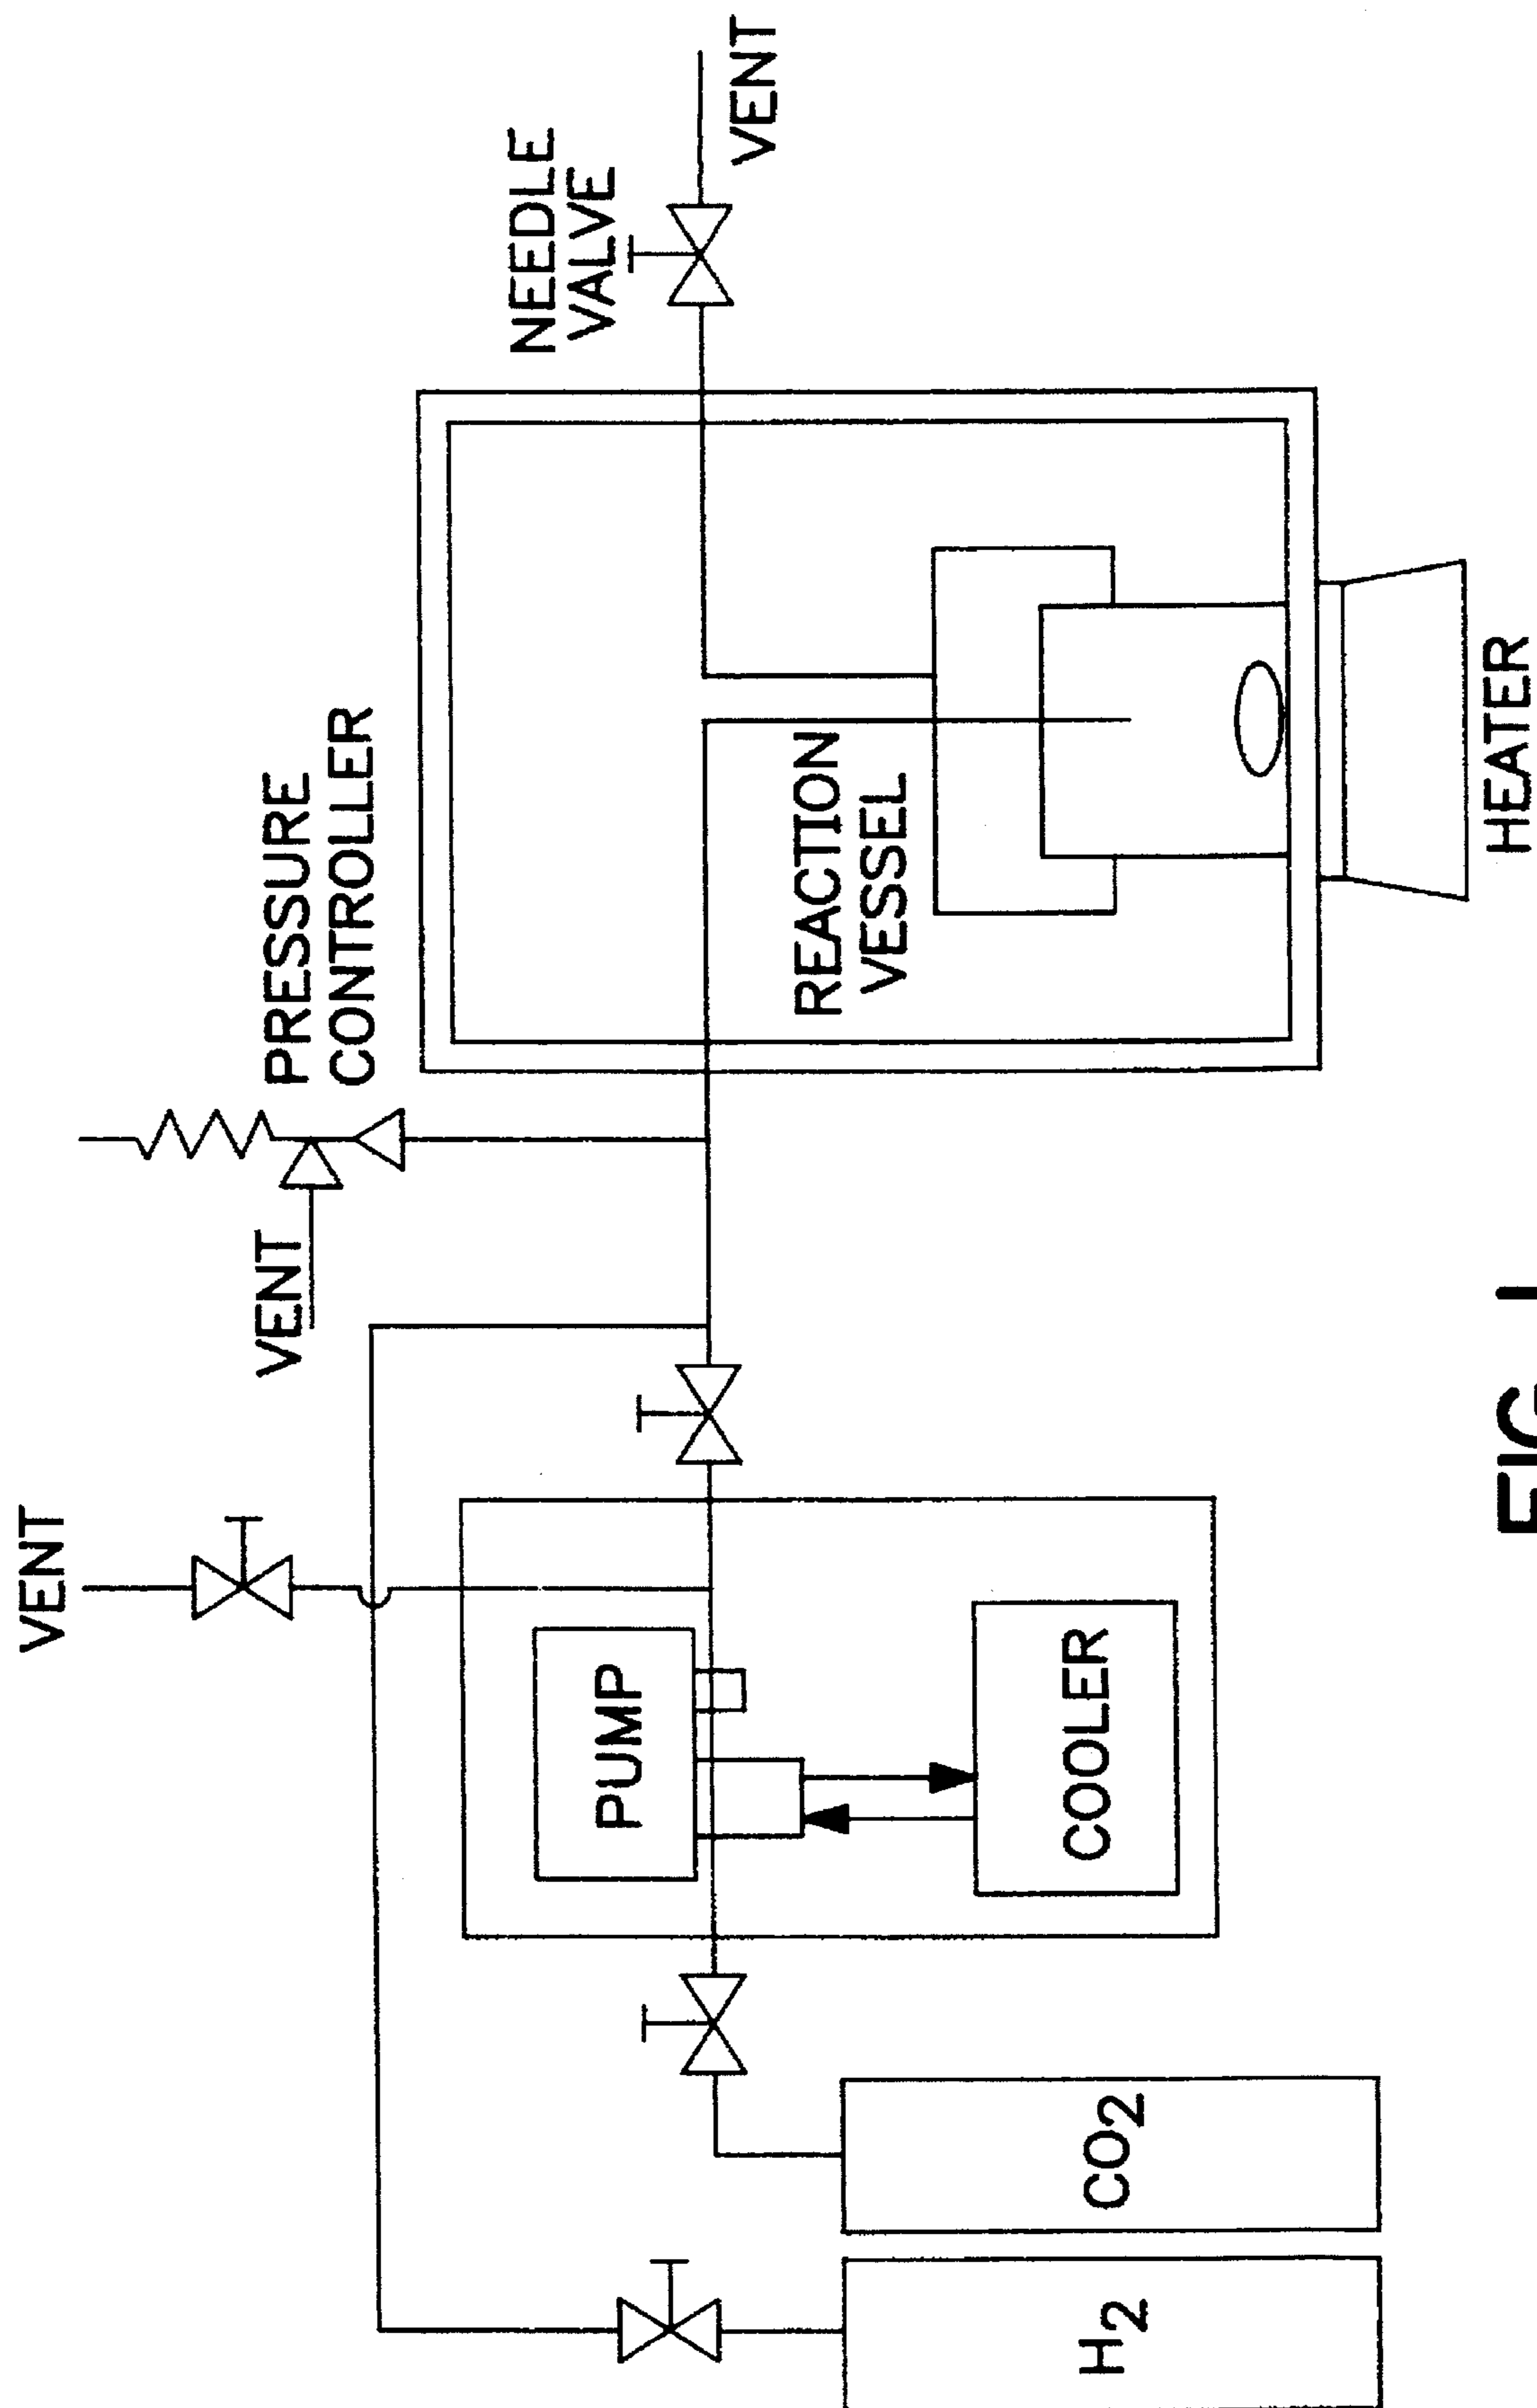 VENT
PRESSURE
CONTROLLER
VENT
NEEDLE
VALVE
VENT
PUMP
REACTION
VESSEL
COOLER
H2
CO2
HEATER
FIG. 1